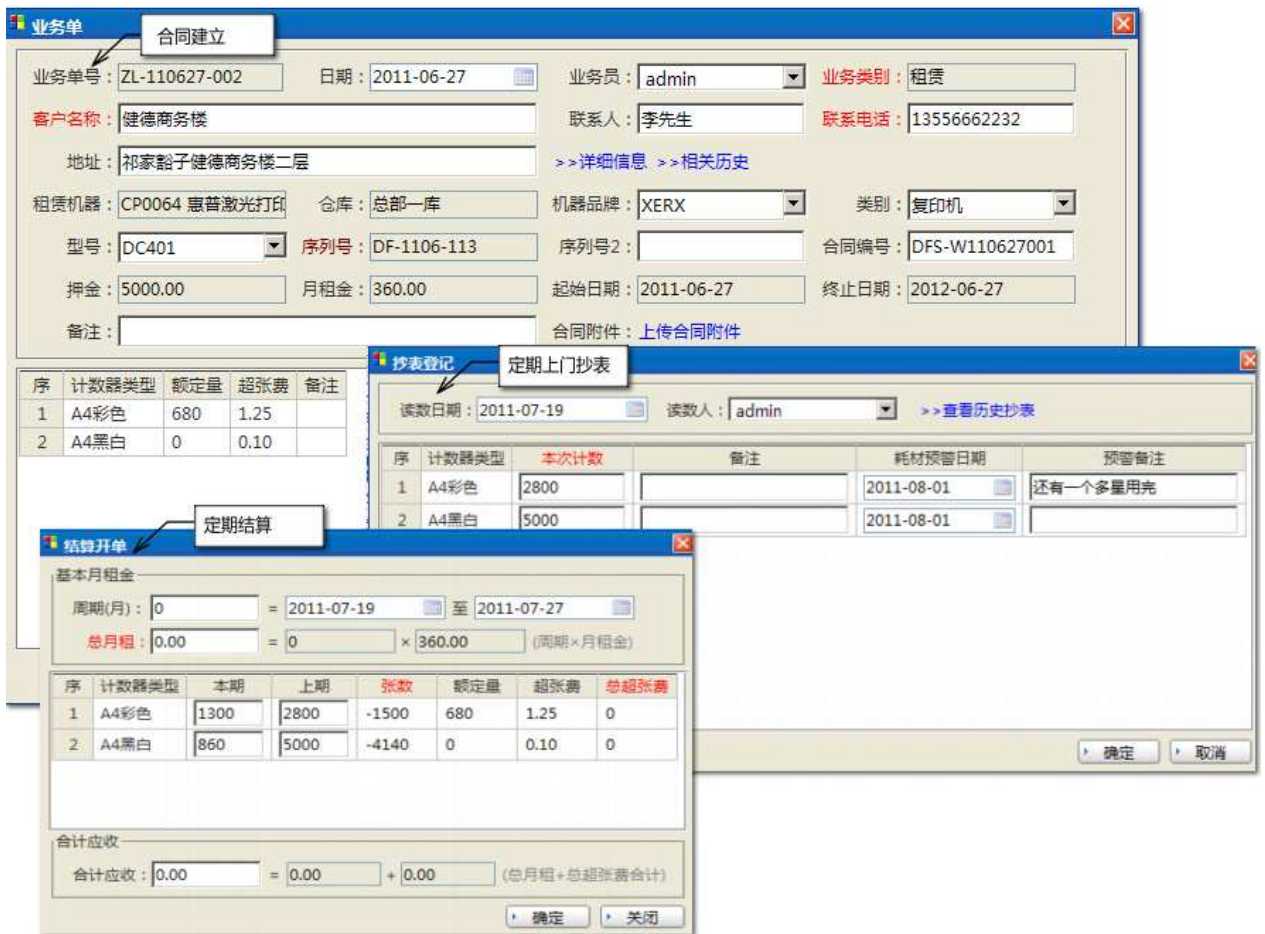 业务单
合同建立
业务单号：ZL-110627-002 日期：2011-06-27 业务员：admin 业务类别：租赁
客户名称：健德商务楼 联系人：李先生 联系电话：13556662232
地址：祁家豁子健德商务楼二层 >>详细信息 >>相关历史
租赁机器：CP0064 惠普激光打印 仓库：总部一库 机器品牌：XERX 类别：复印机
型号：DC401 序列号：DF-1106-113 序列号2： 合同编号：DFS-W110627001
押金：5000.00 月租金：360.00 起始日期：2011-06-27 终止日期：2012-06-27
备注： 合同附件：上传合同附件
序 计数器类型 额定量 超张费 备注
1 A4彩色 680 1.25
2 A4黑白 0 0.10
抄表登记
定期上门抄表
读数日期：2011-07-19 读数人：admin >>查看历史抄表
序 计数器类型 本次计数 备注 耗材预警日期 预警备注
1 A4彩色 2800 2011-08-01 还有一个多星用完
2 A4黑白 5000 2011-08-01
确定 取消
结算开单
定期结算
基本月租金
周期(月)：0 = 2011-07-19 至 2011-07-27
总月租：0.00 = 0 × 360.00 (周期×月租金)
序 计数器类型 本期 上期 张数 额定量 超张费 总超张费
1 A4彩色 1300 2800 -1500 680 1.25 0
2 A4黑白 860 5000 -4140 0 0.10 0
合计应收
合计应收：0.00 = 0.00 + 0.00 (总月租+总超张费合计)
确定 关闭